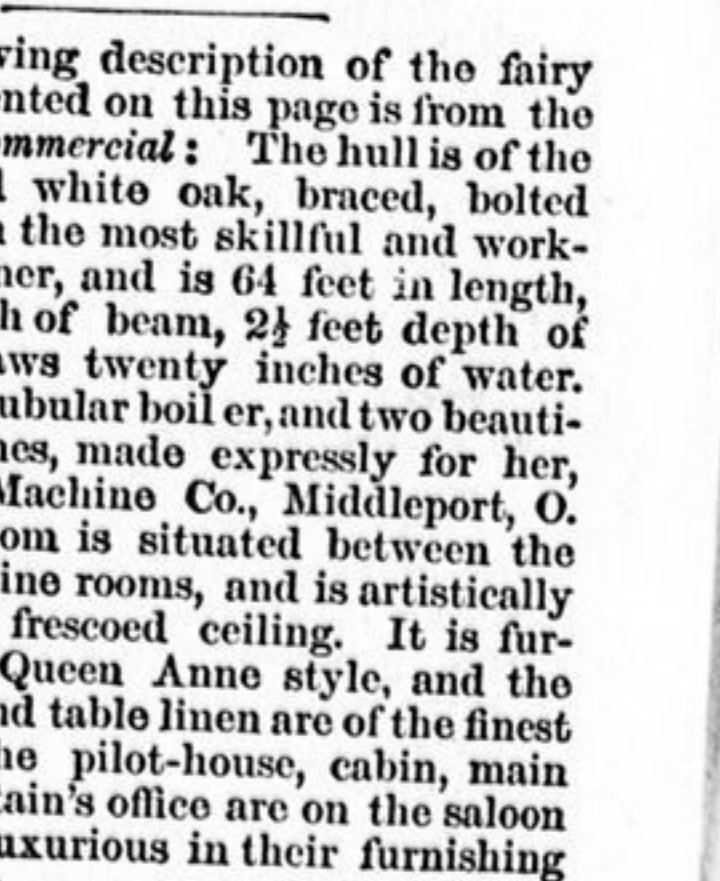 ving description of the fairy
nted on this page is from the
mmercial: The hull is of the
l white oak, braced, bolted
n the most skillful and work-
ner, and is 64 feet in length,
h of beam, 2½ feet depth of
aws twenty inches of water.
ubular boil er, and two beauti-
nes, made expressly for her,
Machine Co., Middleport, O.
om is situated between the
ine rooms, and is artistically
frescoed ceiling. It is fur-
Queen Anne style, and the
nd table linen are of the finest
he pilot-house, cabin, main
tain's office are on the saloon
uxurious in their furnishing